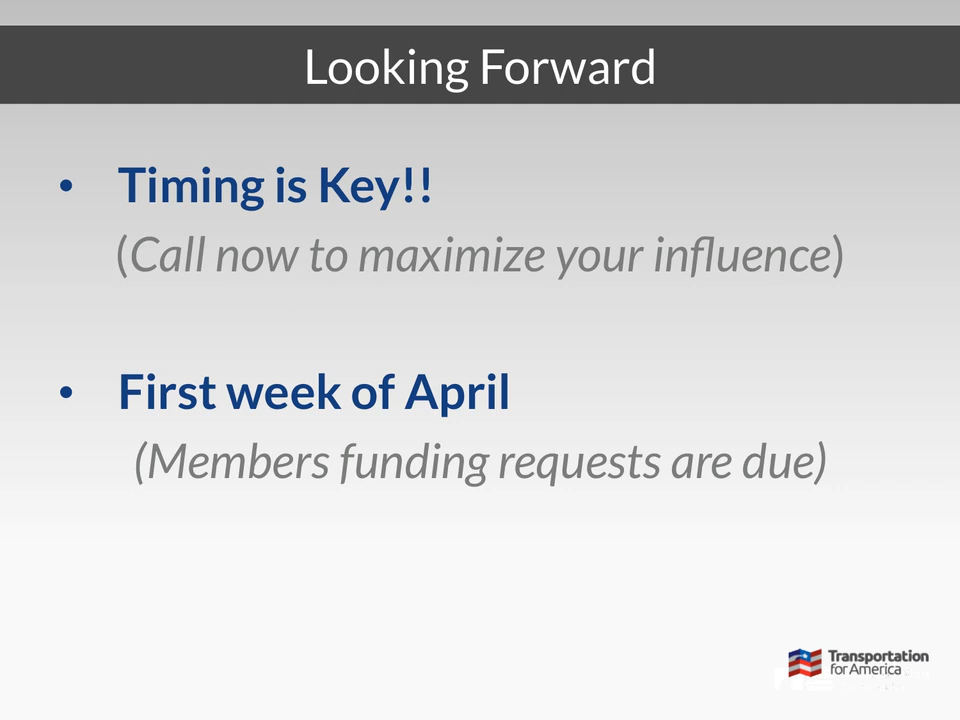 Looking Forward
• Timing is Key!!
(Call now to maximize your influence)
• First week of April
(Members funding requests are due)
Transportation
for America